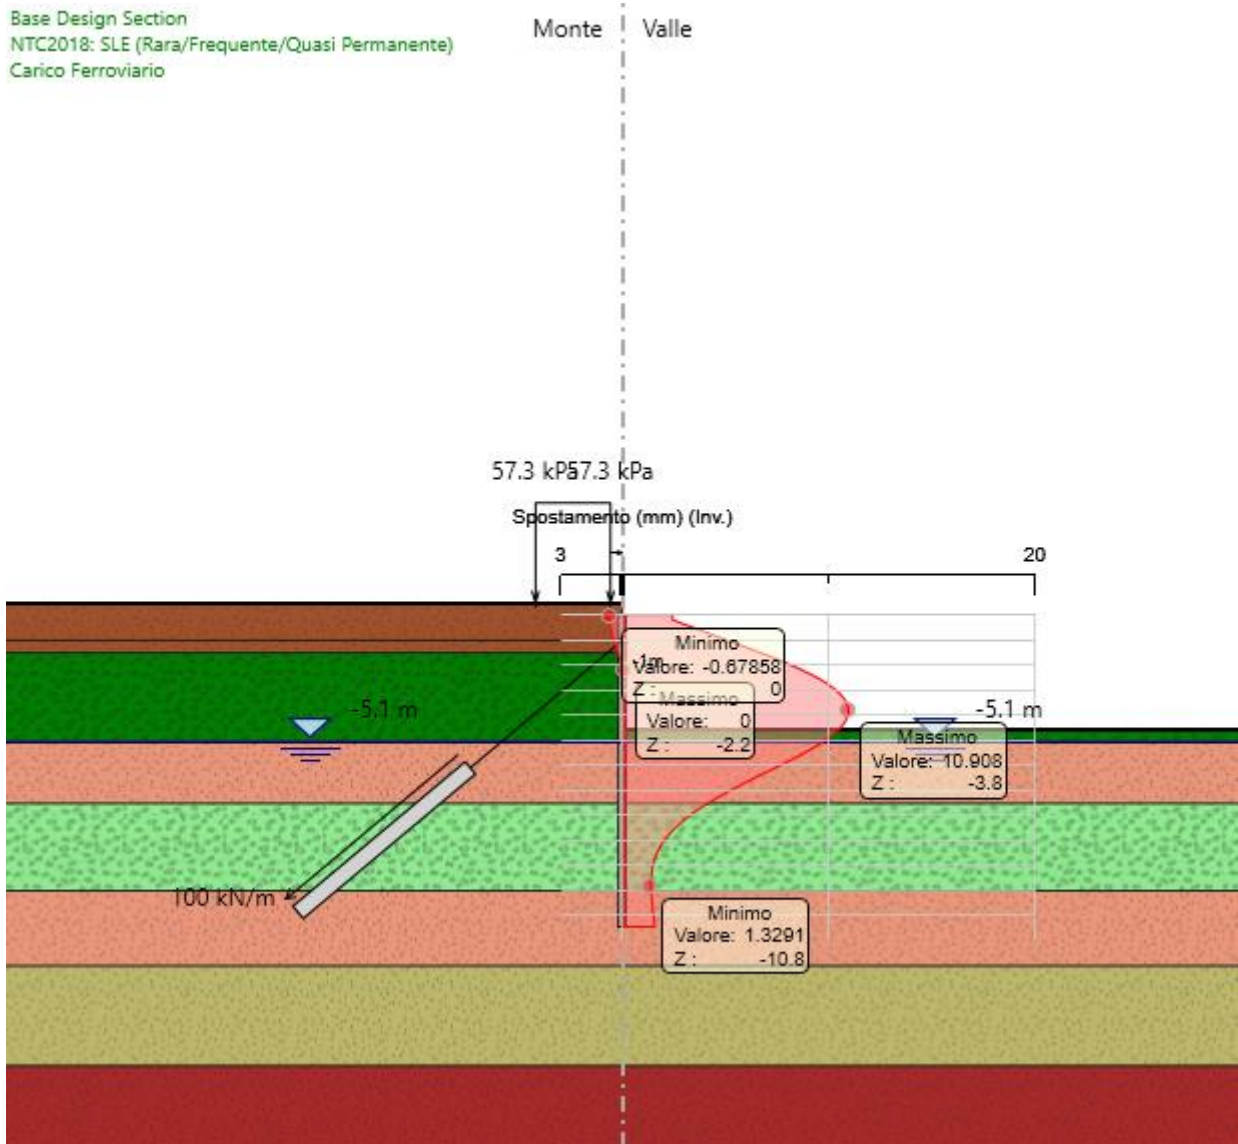 Base Design Section
NTC2018: SLE (Rara/Frequente/Quasi Permanente)
Carico Ferroviario
Monte
Valle
57.3 kPa
57.3 kPa
Spostamento (mm) (Inv.)
3
20
Minimo
Valore: -0.67858
Z : 0
-1m
Massimo
Valore: 0
Z : -2.2
-5.1 m
-5.1 m
Massimo
Valore: 10.908
Z : -3.8
100 kN/m
Minimo
Valore: 1.3291
Z : -10.8